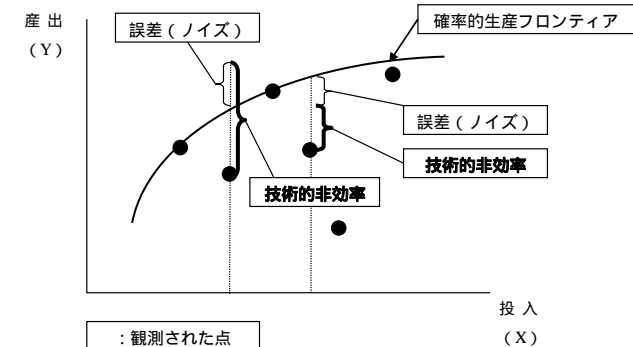 産 出
(Y)
誤差 ( ノイズ )
確率的生産フロンティア
誤差 ( ノイズ )
技術的非効率
技術的非効率
投 入
(X)
: 観測された点